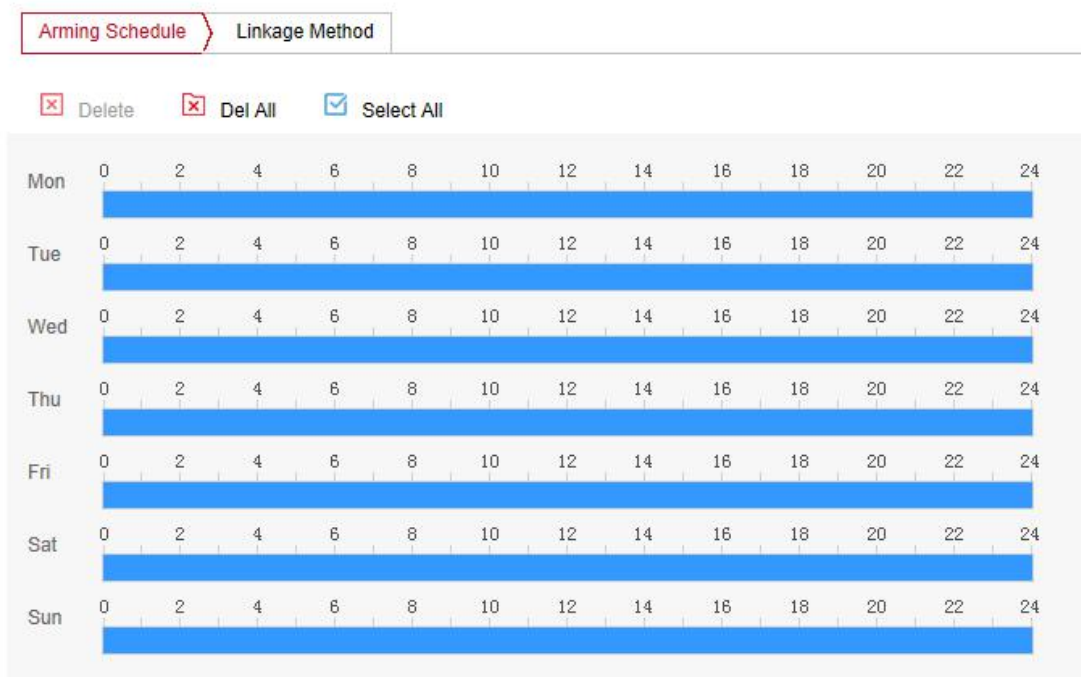 Arming Schedule Linkage Method
Delete Del All Select All
Mon 0 2 4 6 8 10 12 14 16 18 20 22 24
Tue 0 2 4 6 8 10 12 14 16 18 20 22 24
Wed 0 2 4 6 8 10 12 14 16 18 20 22 24
Thu 0 2 4 6 8 10 12 14 16 18 20 22 24
Fri 0 2 4 6 8 10 12 14 16 18 20 22 24
Sat 0 2 4 6 8 10 12 14 16 18 20 22 24
Sun 0 2 4 6 8 10 12 14 16 18 20 22 24